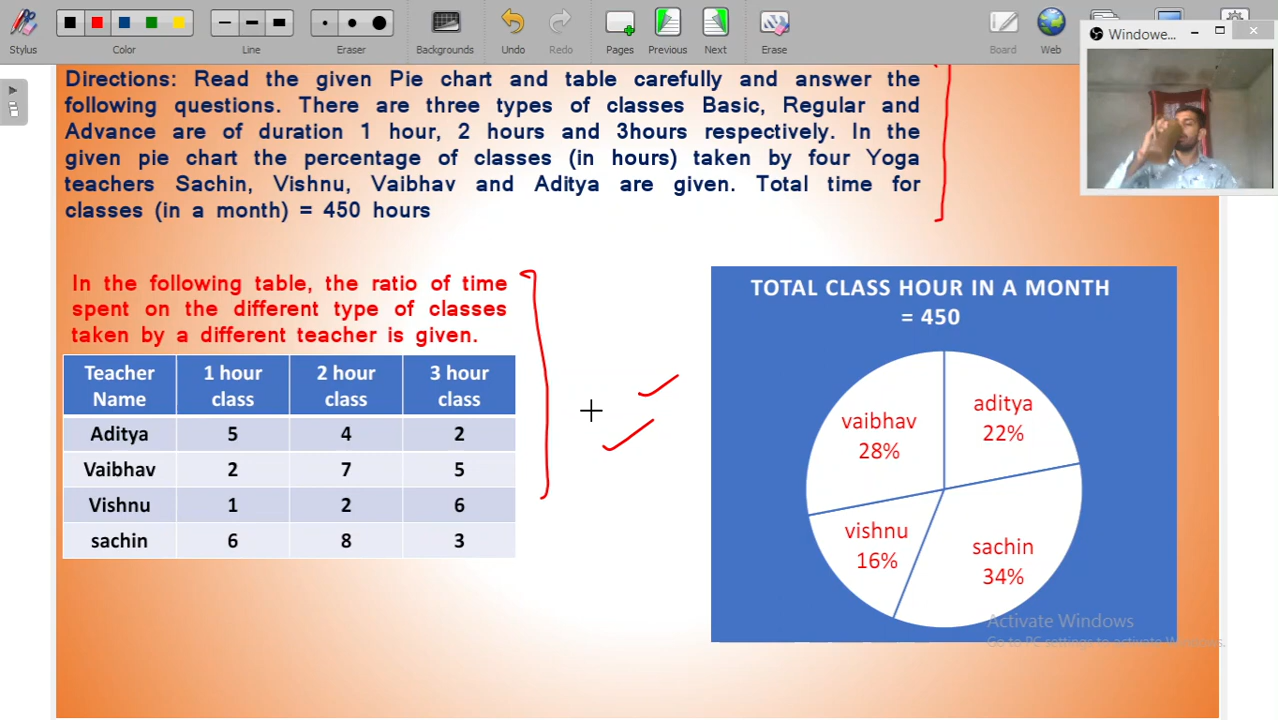 Stylus
Color
Line
Eraser
Backgrounds
Undo
Redo
Pages
Previous
Next
Erase
Board
Web
Windowe...
Directions: Read the given Pie chart and table carefully and answer the
following questions. There are three types of classes Basic, Regular and
Advance are of duration 1 hour, 2 hours and 3hours respectively. In the
given pie chart the percentage of classes (in hours) taken by four Yoga
teachers Sachin, Vishnu, Vaibhav and Aditya are given. Total time for
classes (in a month) = 450 hours
In the following table, the ratio of time
spent on the different type of classes
taken by a different teacher is given.
Teacher Name 1 hour class 2 hour class 3 hour class
Aditya 5 4 2
Vaibhav 2 7 5
Vishnu 1 2 6
sachin 6 8 3
TOTAL CLASS HOUR IN A MONTH
= 450
aditya
22%
vaibhav
28%
vishnu
16%
sachin
34%
Activate Windows
Go to PC settings to activate Windows.